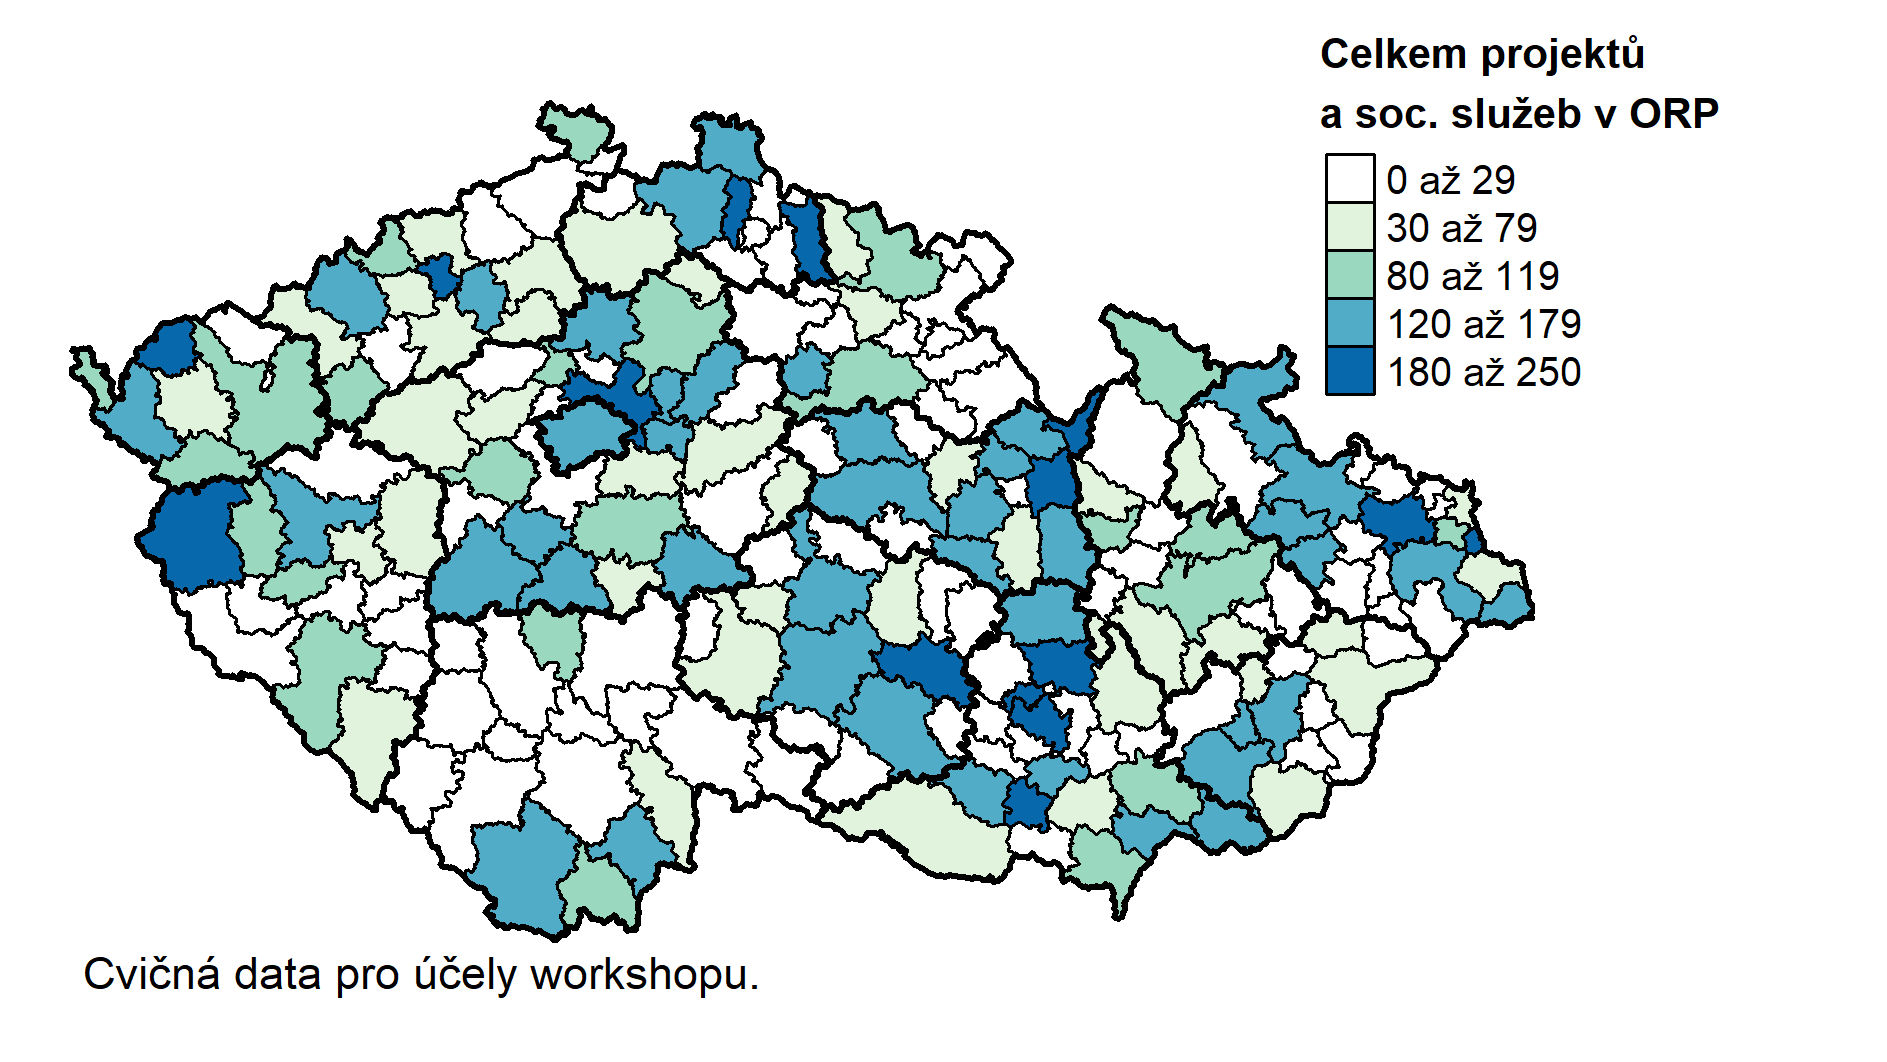 Celkem projektů
a soc. služeb v ORP
0 až 29
30 až 79
80 až 119
120 až 179
180 až 250
Cvičná data pro účely workshopu.